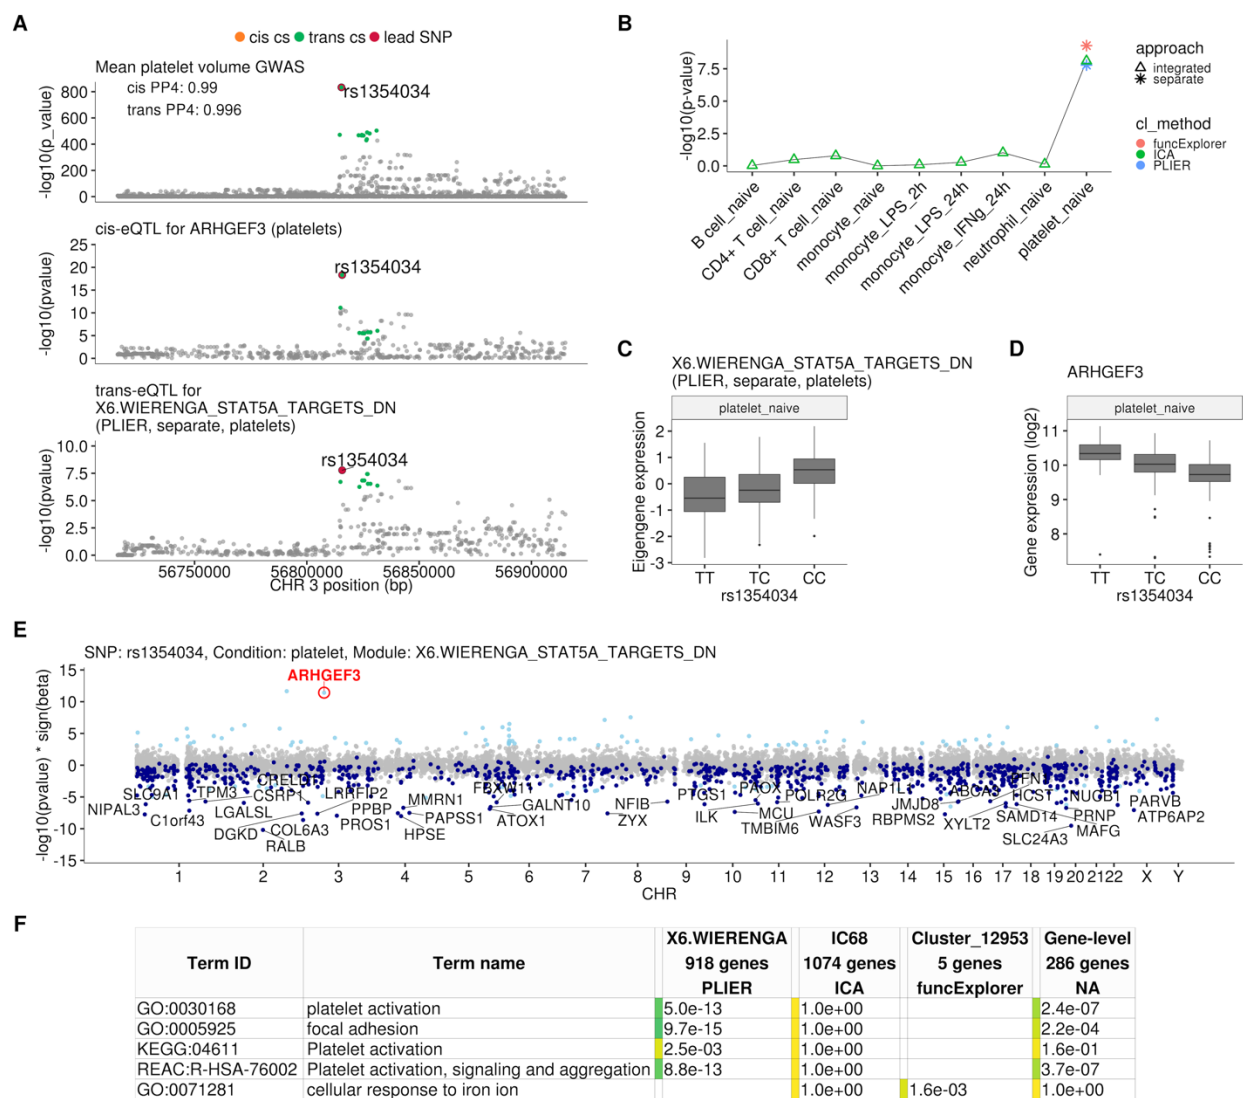 A
cis cs trans cs lead SNP
Mean platelet volume GWAS
cis PP4: 0.99
trans PP4: 0.996
rs1354034
-log10(p_value)
800
600
400
200
0
cis-eQTL for ARHGEF3 (platelets)
rs1354034
-log10(pvalue)
25
20
15
10
5
0
trans-eQTL for
X6.WIERENGA_STAT5A_TARGETS_DN
(PLIER, separate, platelets)
rs1354034
-log10(pvalue)
10.0
7.5
5.0
2.5
0.0
56750000 56800000 56850000 56900000
CHR 3 position (bp)
B
-log10(p-value)
7.5
5.0
2.5
0.0
B cell_naive
CD4+ T cell_naive
CD8+ T cell_naive
monocyte_naive
monocyte_LPS_2h
monocyte_LPS_24h
monocyte_IFNg_24h
neutrophil_naive
platelet_naive
approach
integrated
separate
cl_method
funcExplorer
ICA
PLIER
C
X6.WIERENGA_STAT5A_TARGETS_DN
(PLIER, separate, platelets)
platelet_naive
Eigengene expression
2
1
0
-1
-2
-3
TT TC CC
rs1354034
D
ARHGEF3
platelet_naive
Gene expression (log2)
11
10
9
8
TT TC CC
rs1354034
E
SNP: rs1354034, Condition: platelet, Module: X6.WIERENGA_STAT5A_TARGETS_DN
-log10(pvalue) * sign(beta)
15
10
5
0
-5
-10
-15
ARHGEF3
SLC9A1
NIPAL3
C1orf43
TPM3
CSRP1
LGALSL
DGKD
RALB
COL6A3
LRRFIP2
PROS1
PPBP
MMRN1
HPSE
PAPSS1
FBXW11
ATOX1
GALNT10
ZYX
NFIB
PTGS1
ILK
PAOX
MCU
TMBIM6
POLR2G
WASF3
NAP1L1
RBPMS2
JMJD8
XYLT2
ABCA3
SAMD14
SLC24A3
PRNP
MAFG
NUCB1
PARVB
ATP6AP2
1 2 3 4 5 6 7 8 9 10 11 12 13 14 15 16 17 18 19 20 21 22 X Y
CHR
F
Term ID Term name X6.WIERENGA 918 genes PLIER IC68 1074 genes ICA Cluster_12953 5 genes funcExplorer Gene-level 286 genes NA
GO:0030168 platelet activation 5.0e-13 1.0e+00 2.4e-07
GO:0005925 focal adhesion 9.7e-15 1.0e+00 2.2e-04
KEGG:04611 Platelet activation 2.5e-03 1.0e+00 1.6e-01
REAC:R-HSA-76002 Platelet activation, signaling and aggregation 8.8e-13 1.0e+00 3.7e-07
GO:0071281 cellular response to iron ion 1.0e+00 1.6e-03 1.0e+00